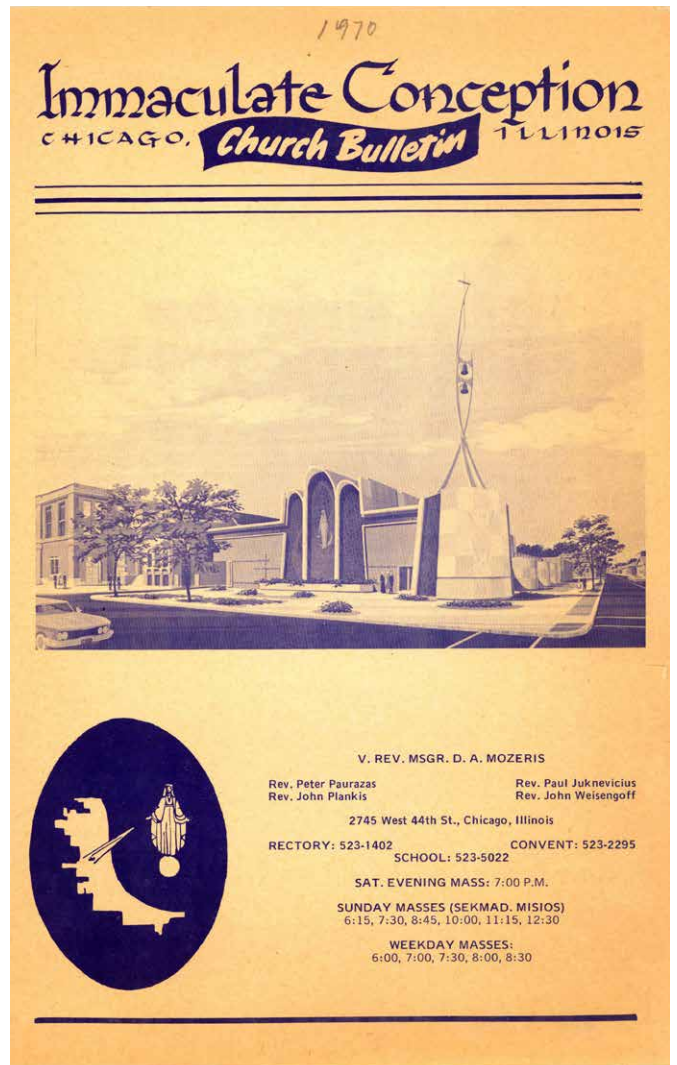 1970
Immaculate Conception
CHICAGO, Church Bulletin ILLINOIS
V. REV. MSGR. D. A. MOZERIS
Rev. Peter Paurazas Rev. Paul Juknevicius
Rev. John Plankis Rev. John Weisengoff
2745 West 44th St., Chicago, Illinois
RECTORY: 523-1402 CONVENT: 523-2295
SCHOOL: 523-5022
SAT. EVENING MASS: 7:00 P.M.
SUNDAY MASSES (SEKMAD. MISIOS)
6:15, 7:30, 8:45, 10:00, 11:15, 12:30
WEEKDAY MASSES:
6:00, 7:00, 7:30, 8:00, 8:30